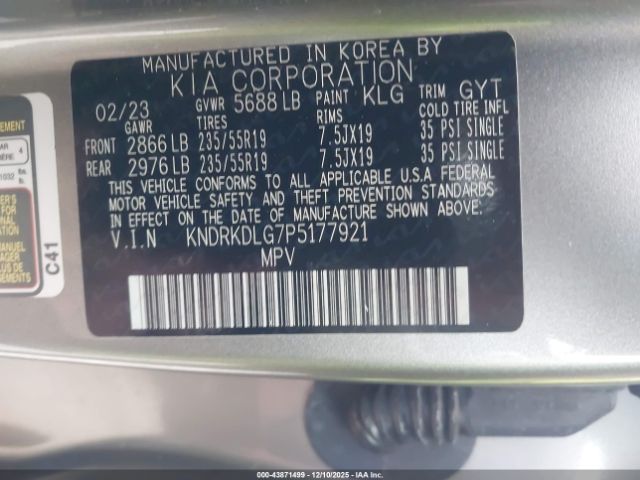 MANUFACTURED IN KOREA BY
KIA CORPORATION
02/23 GVWR 5688 LB PAINT KLG TRIM GYT
GAWR TIRES RIMS COLD TIRE INFL
FRONT 2866 LB 235/55R19 7.5JX19 35 PSI SINGLE
REAR 2976 LB 235/55R19 7.5JX19 35 PSI SINGLE
THIS VEHICLE CONFORMS TO ALL APPLICABLE U.S.A FEDERAL
MOTOR VEHICLE SAFETY AND THEFT PREVENTION STANDARDS
IN EFFECT ON THE DATE OF MANUFACTURE SHOWN ABOVE.
V.I.N KNDRKDLG7P5177921
MPV
C41
00-43871499 • 12/10/2025 • IAA Inc.